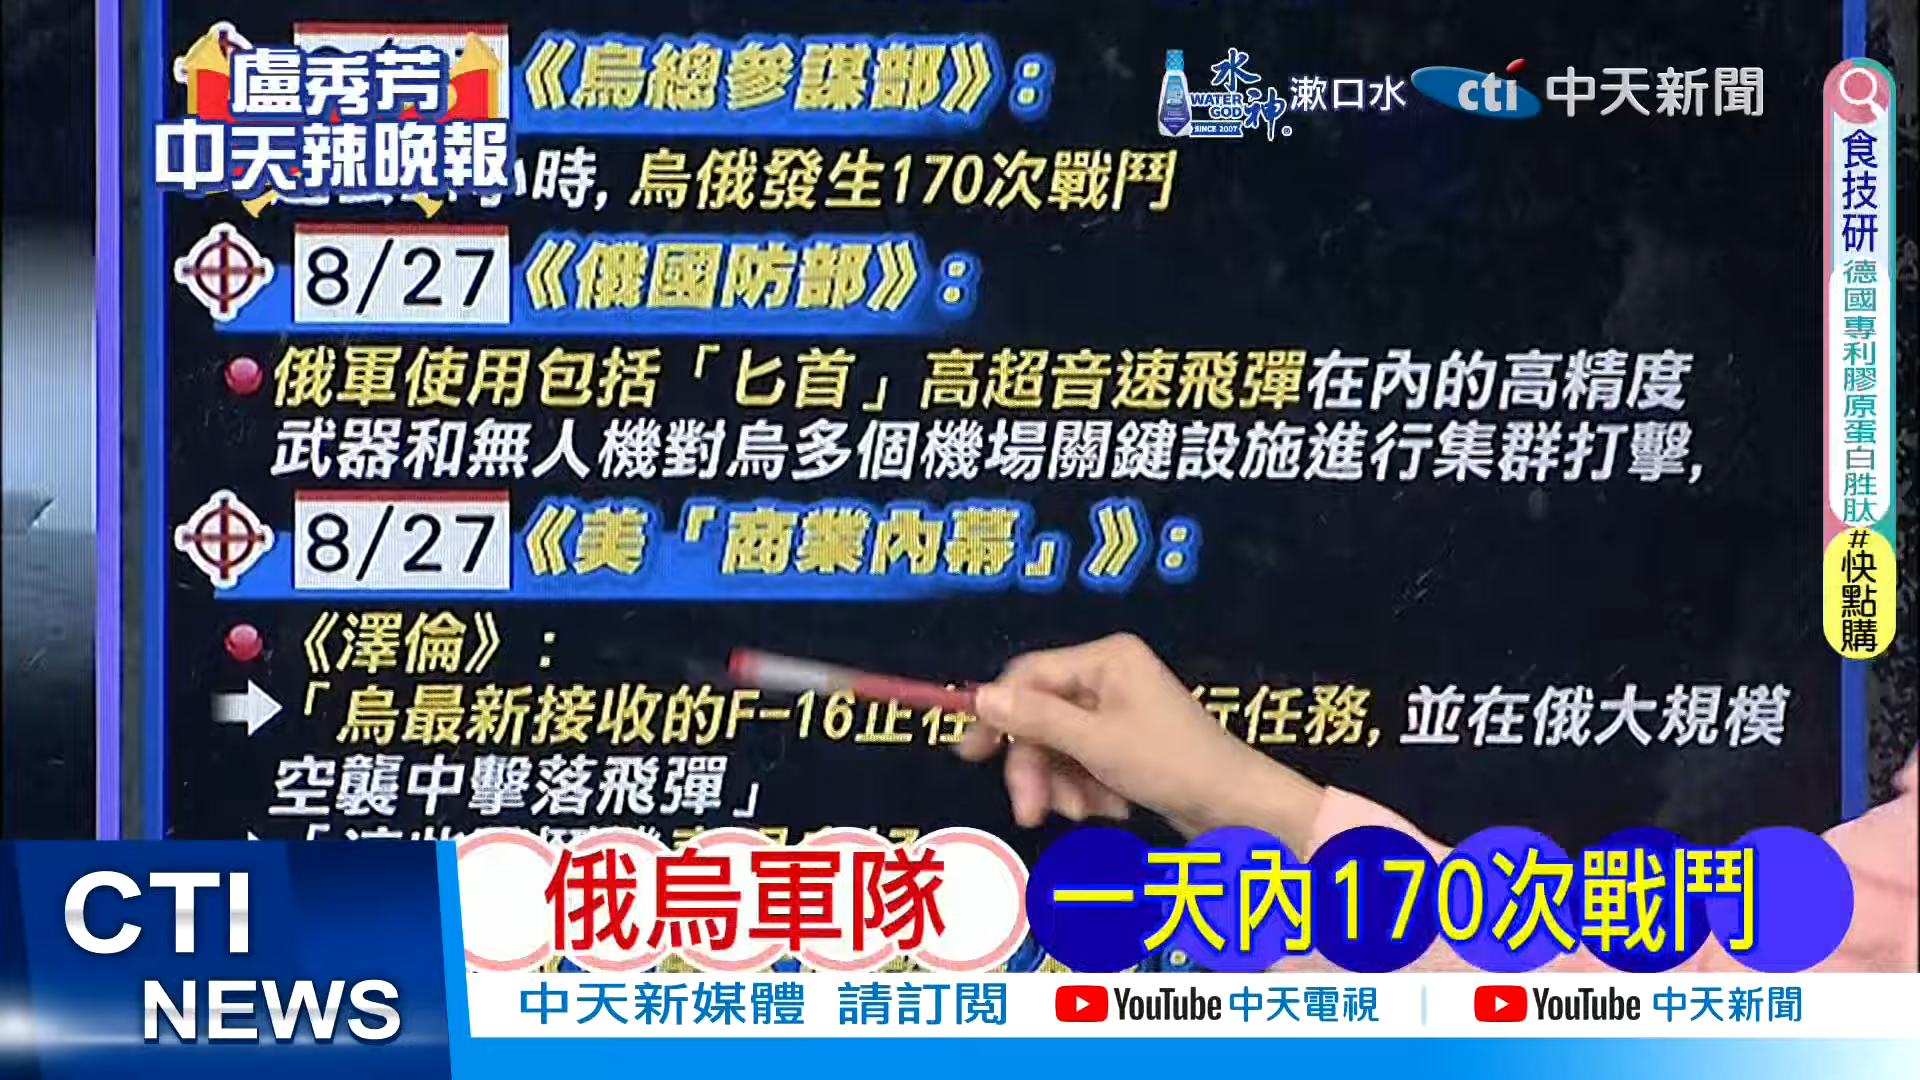 盧秀芳
中天辣晚報
《烏總參謀部》:
小時, 烏俄發生170次戰鬥
8/27 《俄國防部》:
俄軍使用包括「匕首」高超音速飛彈在內的高精度
武器和無人機對烏多個機場關鍵設施進行集群打擊,
8/27 《美「商業內幕」》:
《澤倫》:
「烏最新接收的F-16正在 行任務, 並在俄大規模
空襲中擊落飛彈」
水神
WATER GOD
SINCE 2007
漱口水
cti 中天新聞
食技研
德國專利膠原蛋白胜肽
#快點購
俄烏軍隊 一天內170次戰鬥
CTI
NEWS
中天新媒體 請訂閱 YouTube 中天電視 | YouTube 中天新聞